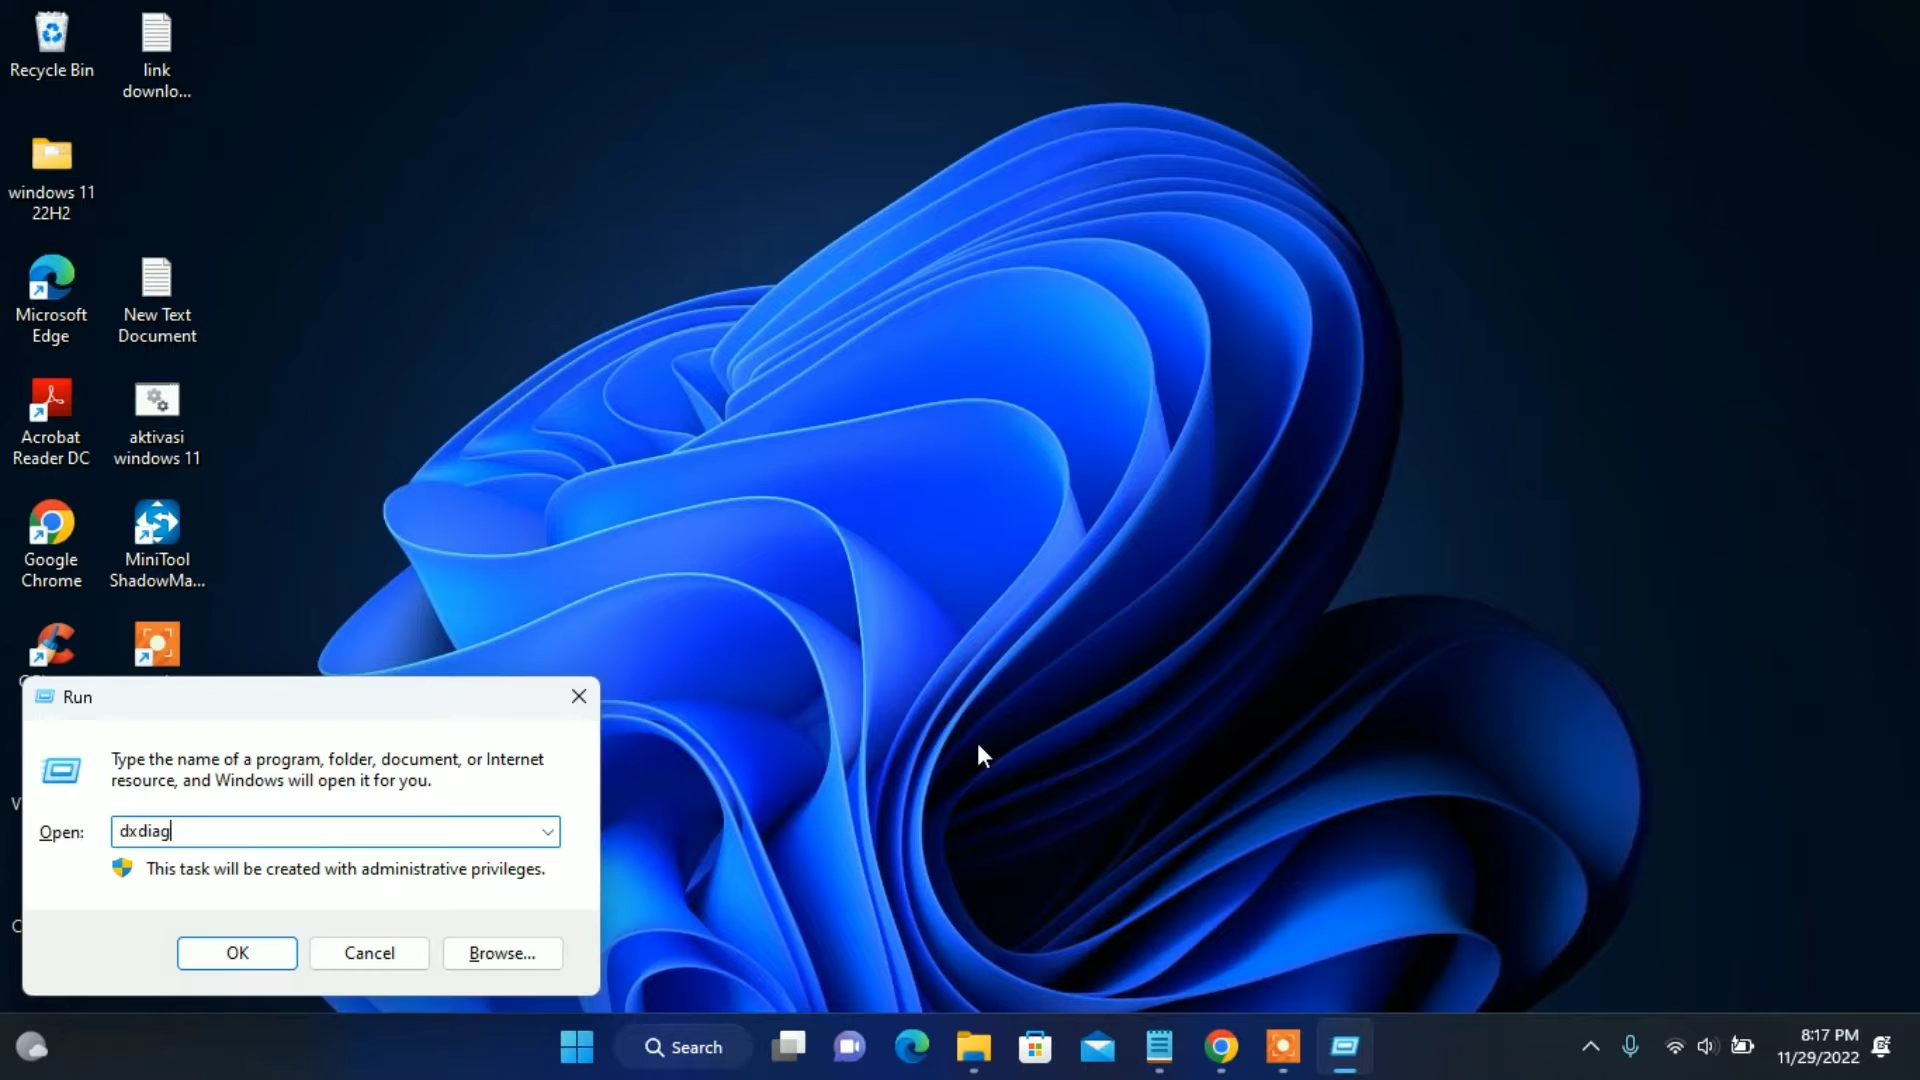 Recycle Bin
link
downlo...
windows 11
22H2
Microsoft
Edge
New Text
Document
Acrobat
Reader DC
aktivasi
windows 11
Google
Chrome
MiniTool
ShadowMa...
Run
Type the name of a program, folder, document, or Internet
resource, and Windows will open it for you.
Open:
dxdiag
This task will be created with administrative privileges.
OK
Cancel
Browse...
Search
8:17 PM
11/29/2022